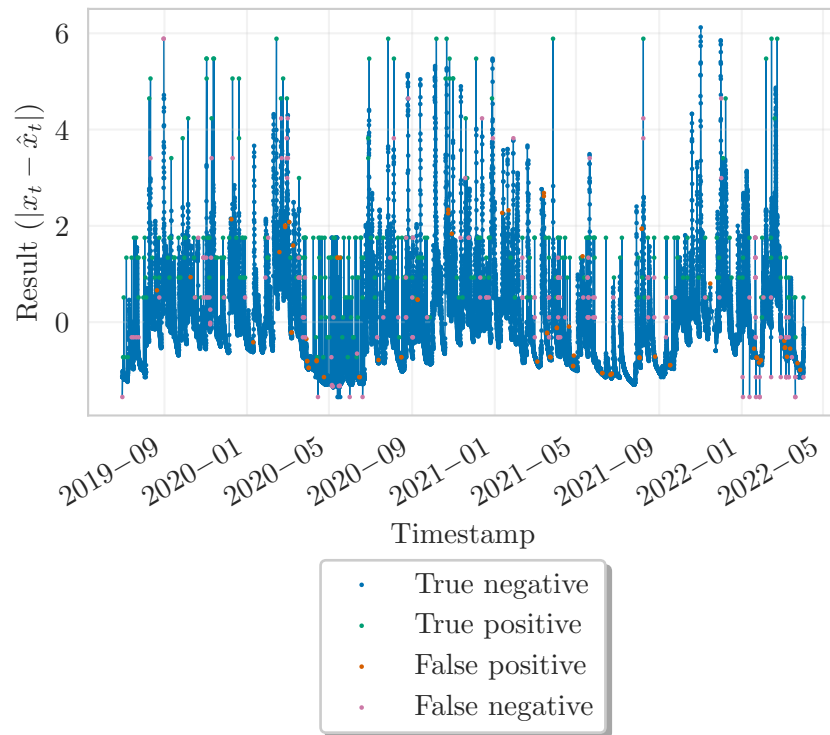 6
4
2
0
Result (|x_t − x̂_t|)
2019−09
2020−01
2020−05
2020−09
2021−01
2021−05
2021−09
2022−01
2022−05
Timestamp
True negative
True positive
False positive
False negative